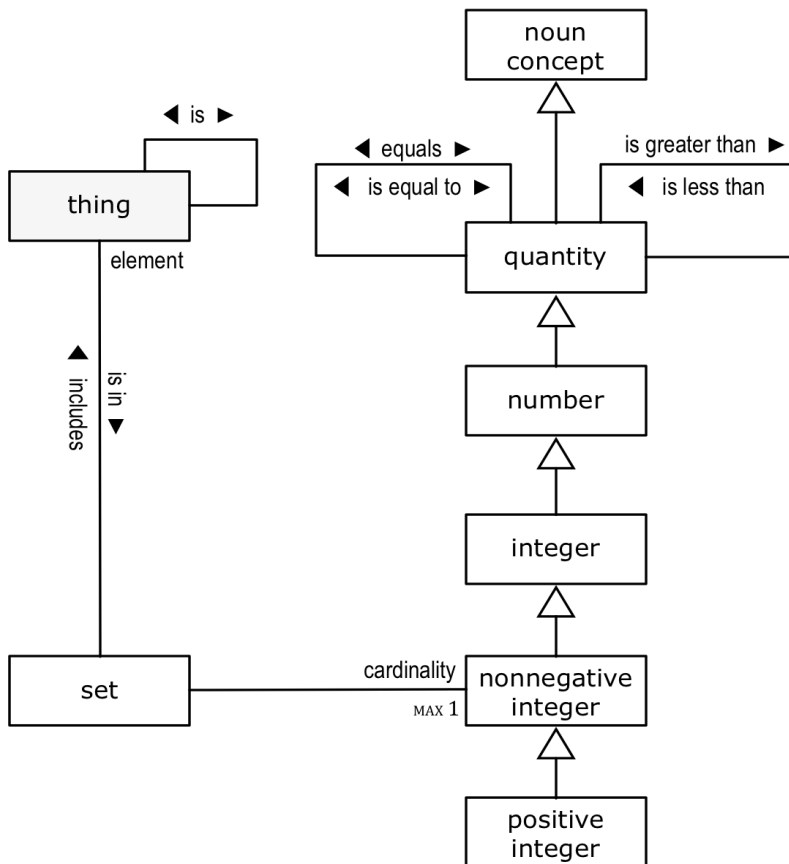 noun
concept
◄ is ►
◄ equals ►
is greater than ►
◄ is equal to ►
◄ is less than
thing
quantity
element
is in ►
◄ includes
number
integer
set
cardinality
MAX 1
nonnegative
integer
positive
integer